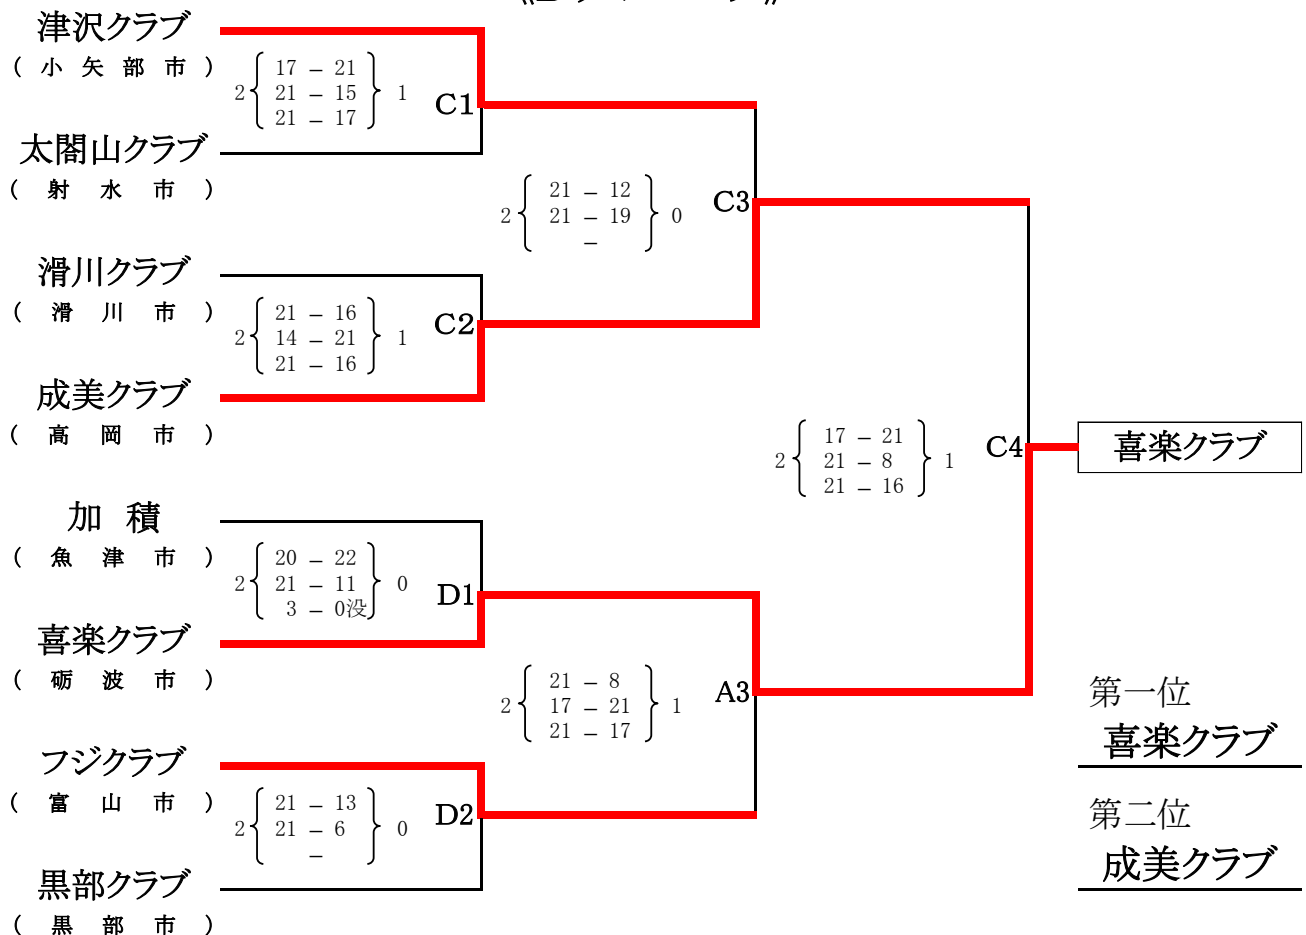 津沢クラブ
( 小 矢 部 市 )
2 { 17 – 21 } 1
21 – 15
21 – 17
C1
太閤山クラブ
( 射 水 市 )
2 { 21 – 12 } 0
21 – 19
–
C3
滑川クラブ
( 滑 川 市 )
2 { 21 – 16 } 1
14 – 21
21 – 16
C2
成美クラブ
( 高 岡 市 )
2 { 17 – 21 } 1
21 – 8
21 – 16
C4
喜楽クラブ
加 積
( 魚 津 市 )
2 { 20 – 22 } 0
21 – 11
3 – 0没
D1
喜楽クラブ
( 砺 波 市 )
2 { 21 – 8 } 1
17 – 21
21 – 17
A3
フジクラブ
( 富 山 市 )
2 { 21 – 13 } 0
21 – 6
–
D2
黒部クラブ
( 黒 部 市 )
第一位
喜楽クラブ
第二位
成美クラブ